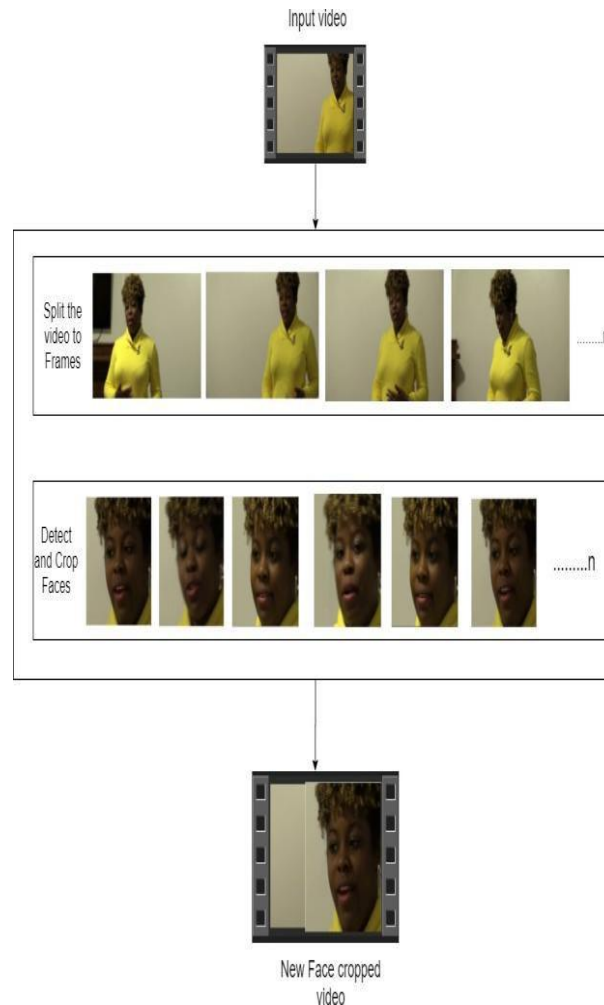 Input video
Split the
video to
Frames
Detect
and Crop
Faces
.........n
New Face cropped
video